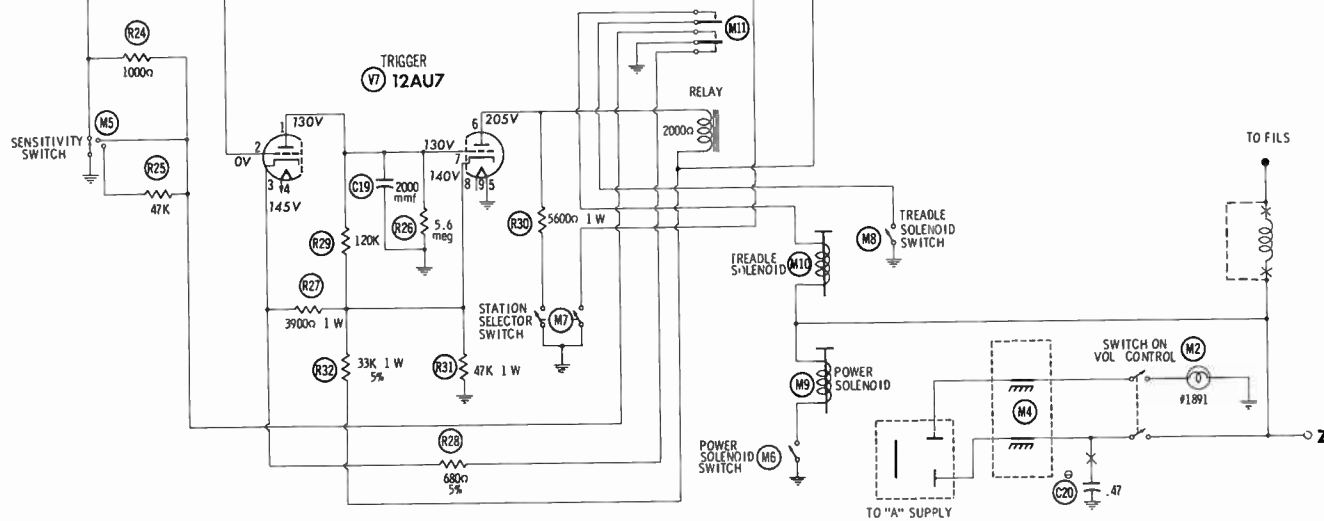 R24
1000Ω
M5
SENSITIVITY
SWITCH
R25
47K
TRIGGER
V7 12AU7
1
130V
2
0V
3
4
145V
6
205V
130V
7
140V
8
9
5
C19
2000
mmf
R26
5.6
meg
R29
120K
R27
3900Ω 1 W
R32
33K 1 W
5%
R31
47K 1 W
R28
680Ω
5%
R30
5600Ω 1 W
STATION
SELECTOR
SWITCH
M7
M11
RELAY
2000Ω
TREADLE
SOLENOID
M10
M8
TREADLE
SOLENOID
SWITCH
M9
POWER
SOLENOID
POWER
SOLENOID
SWITCH
M6
TO FILS
SWITCH ON
VOL CONTROL
M2
#1891
M4
C20
.47
TO "A" SUPPLY
Z